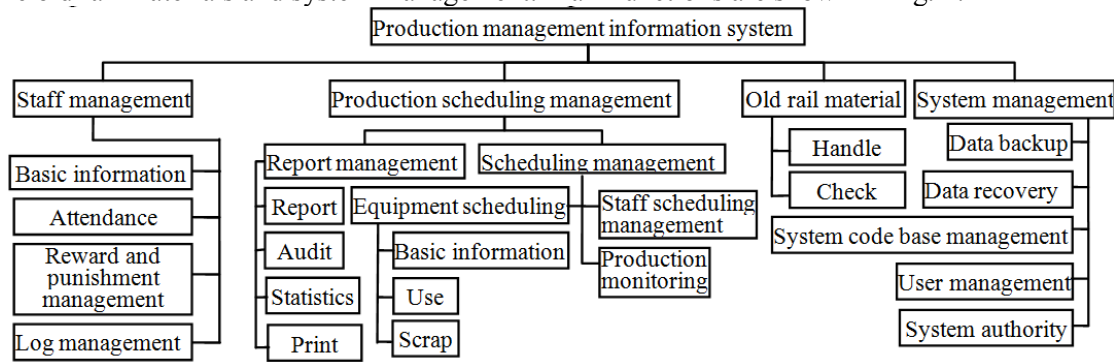 Production management information system
Staff management
Production scheduling management
Old rail material
System management
Report management
Scheduling management
Handle
Data backup
Basic information
Check
Data recovery
Report
Equipment scheduling
Staff scheduling
management
Attendance
Audit
Basic information
System code base management
Reward and
punishment
management
Production
monitoring
Statistics
Use
User management
Log management
Print
Scrap
System authority